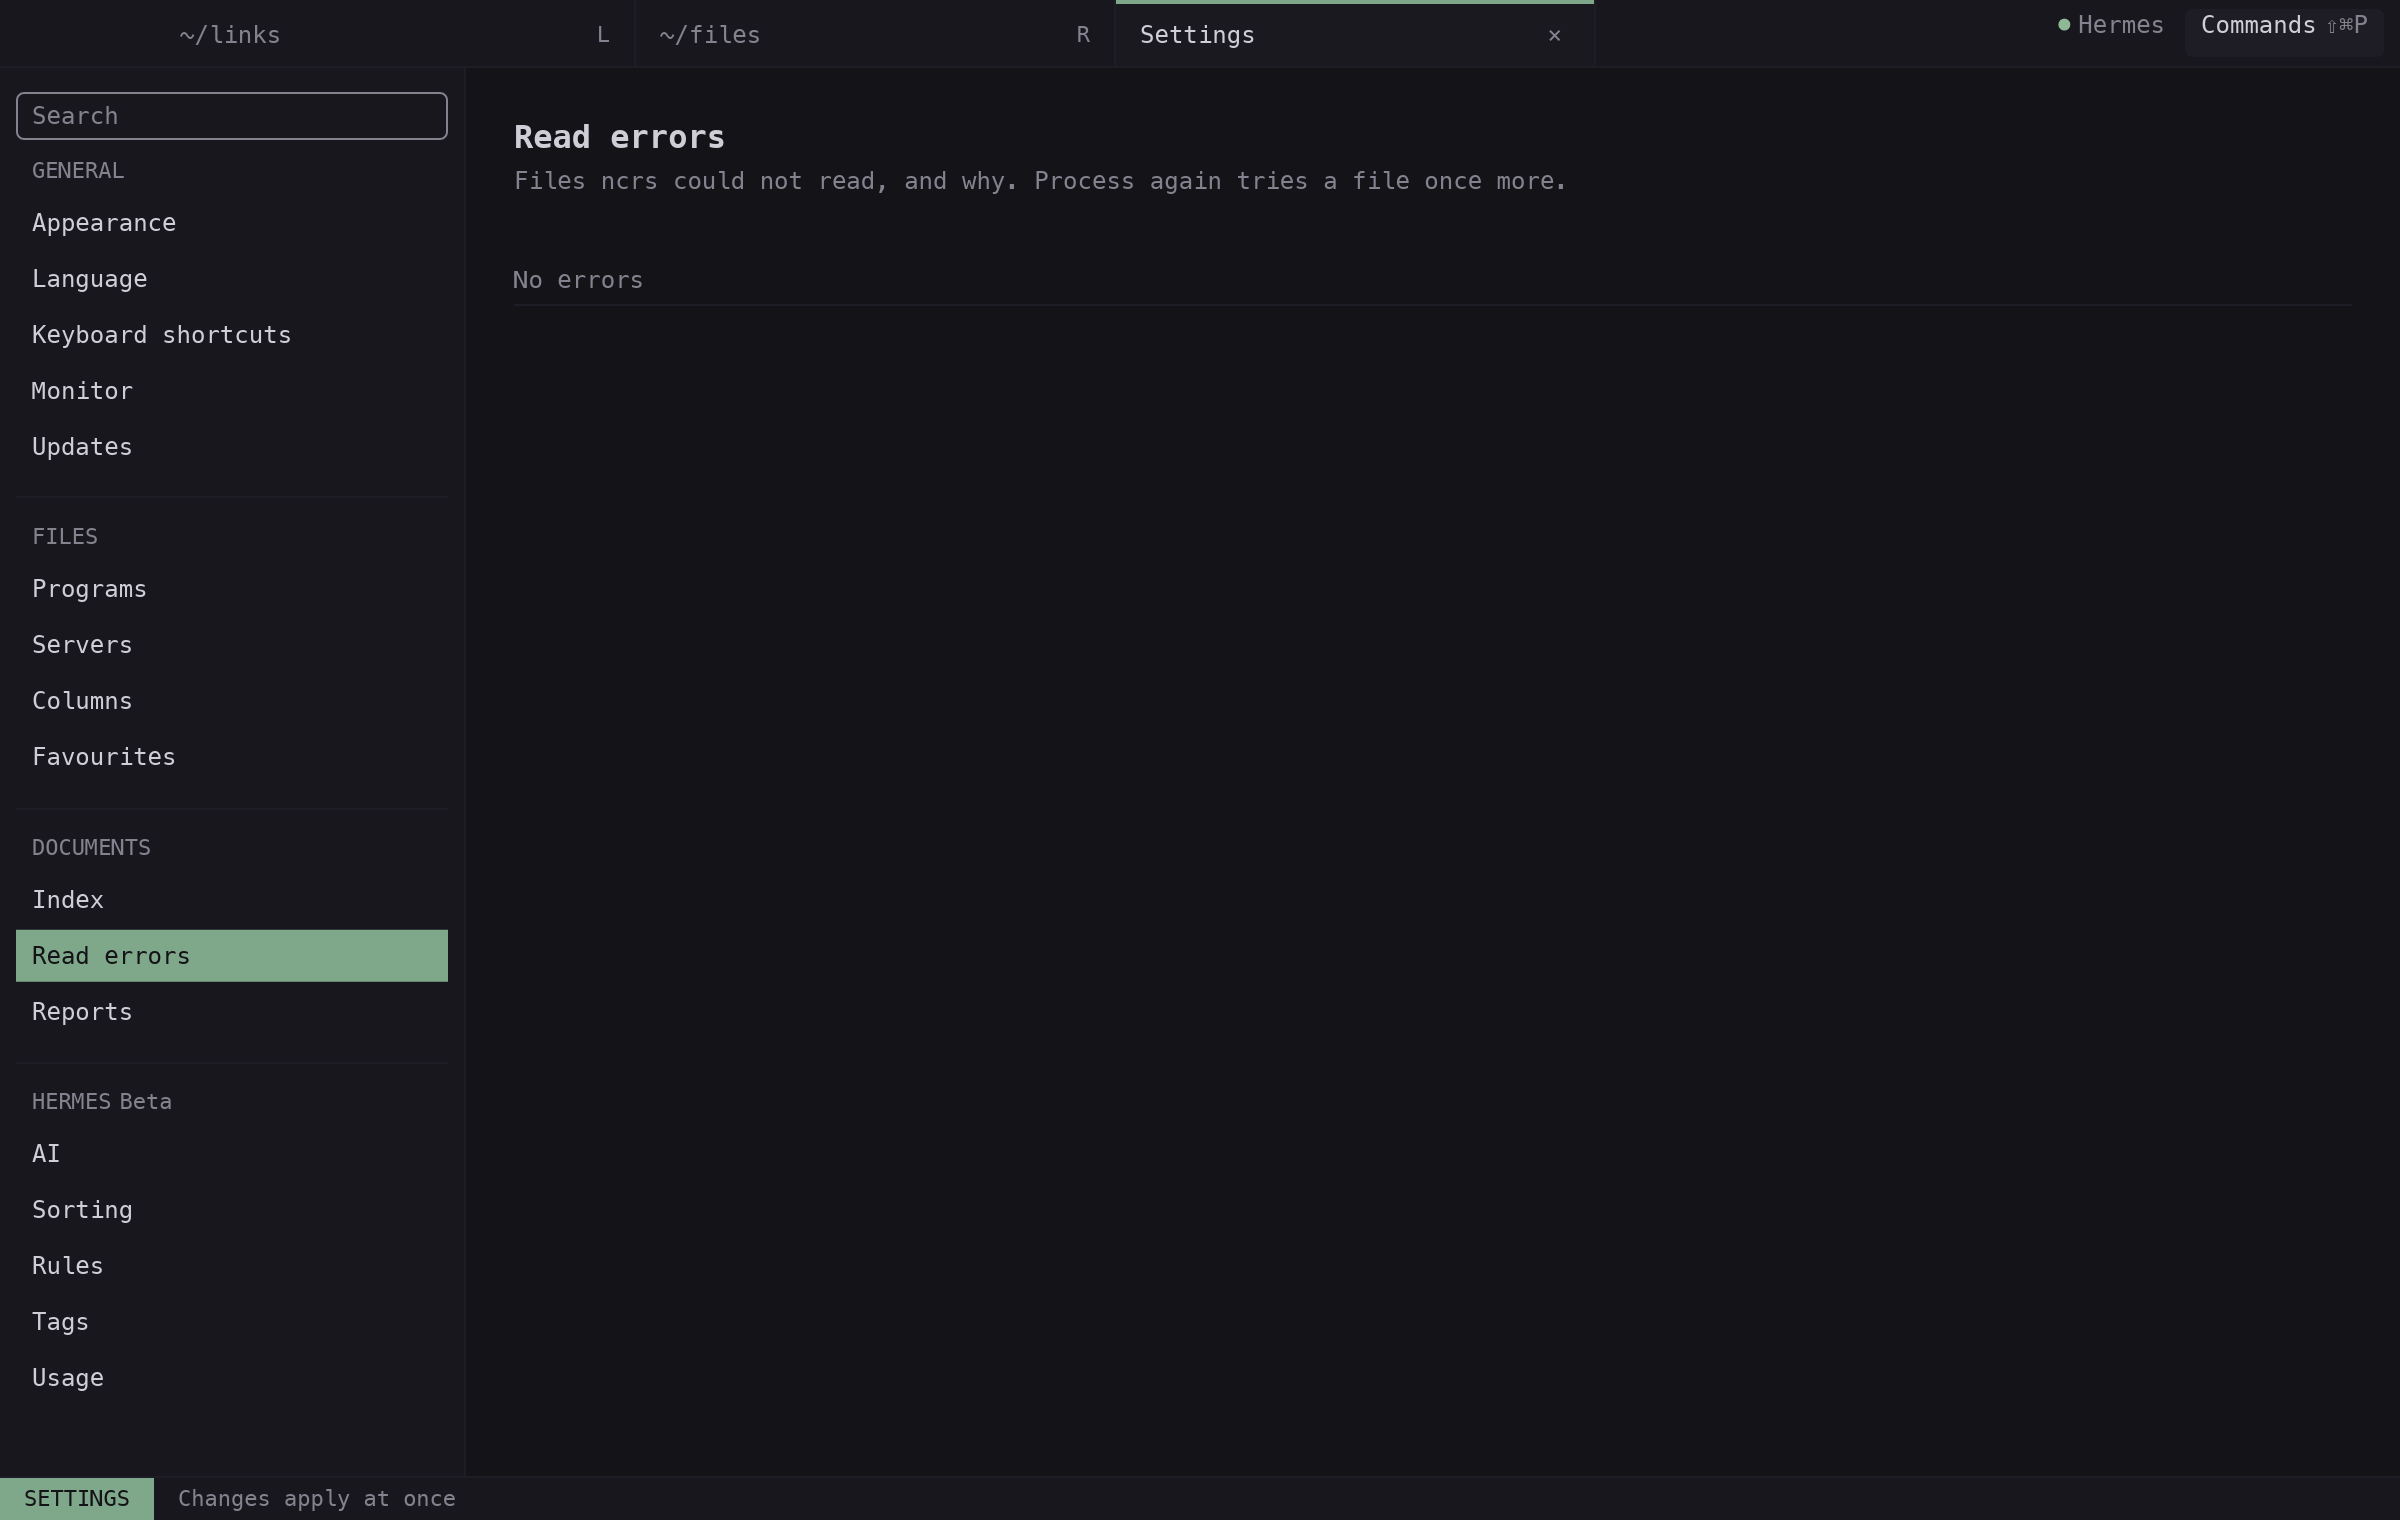 ~/links L ~/files R Settings × Hermes Commands ⇧⌘P
Search
GENERAL
Appearance
Language
Keyboard shortcuts
Monitor
Updates
FILES
Programs
Servers
Columns
Favourites
DOCUMENTS
Index
Read errors
Reports
HERMES Beta
AI
Sorting
Rules
Tags
Usage
Read errors
Files ncrs could not read, and why. Process again tries a file once more.
No errors
SETTINGS Changes apply at once